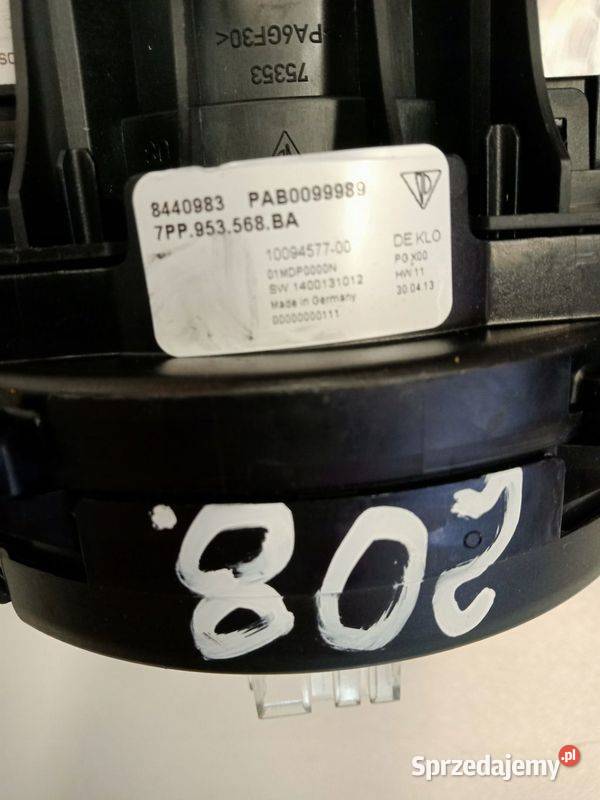 >PA6GF30<
75353
8440983 PAB0099989
7PP.953.568.BA
10094577-00 DE KLO
01MDP0000N PG X00
SW 1400131012 HW 11
Made in Germany 30.04.13
00000000111
208.
Sprzedajemy.pl